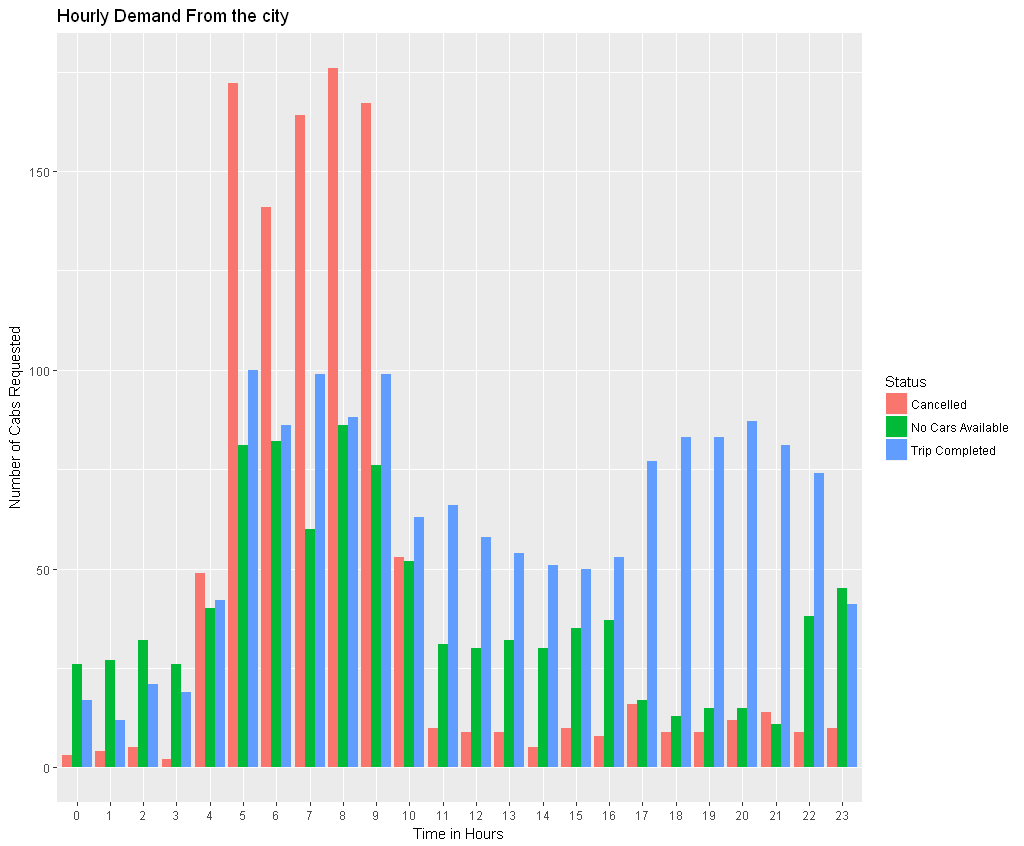 Hourly Demand From the city
Number of Cabs Requested
150
100
50
0
0 1 2 3 4 5 6 7 8 9 10 11 12 13 14 15 16 17 18 19 20 21 22 23
Time in Hours
Status
Cancelled
No Cars Available
Trip Completed